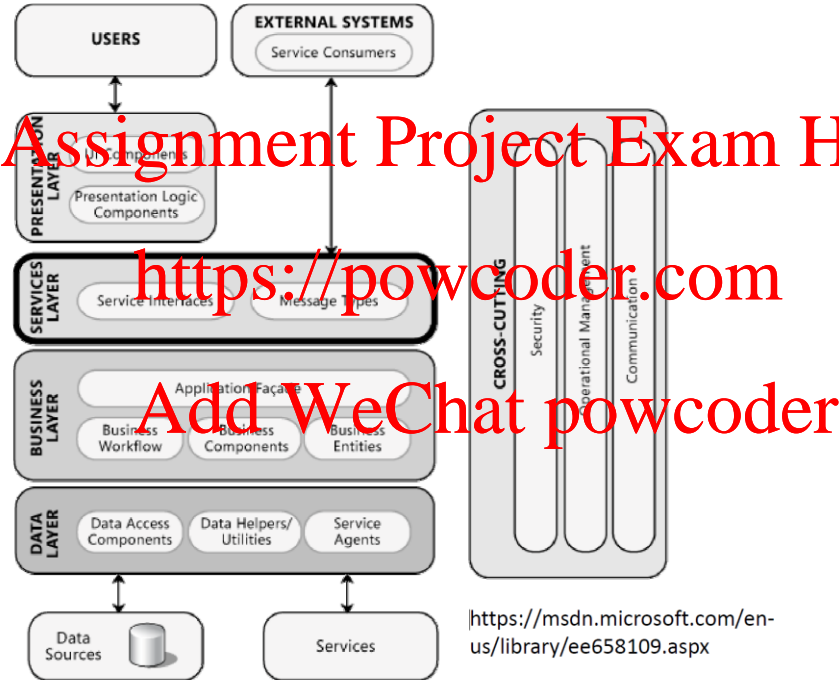 USERS
EXTERNAL SYSTEMS
Service Consumers
Assignment Project Exam H
PRESENTATION
LAYER
UI Components
Presentation Logic
Components
https://powcoder.com
SERVICES
LAYER
Service Interfaces
Message Types
Add WeChat powcoder
BUSINESS
LAYER
Application Façade
Business
Workflow
Business
Components
Business
Entities
DATA
LAYER
Data Access
Components
Data Helpers/
Utilities
Service
Agents
Data
Sources
Services
CROSS-CUTTING
Security
Operational Management
Communication
https://msdn.microsoft.com/en-
us/library/ee658109.aspx